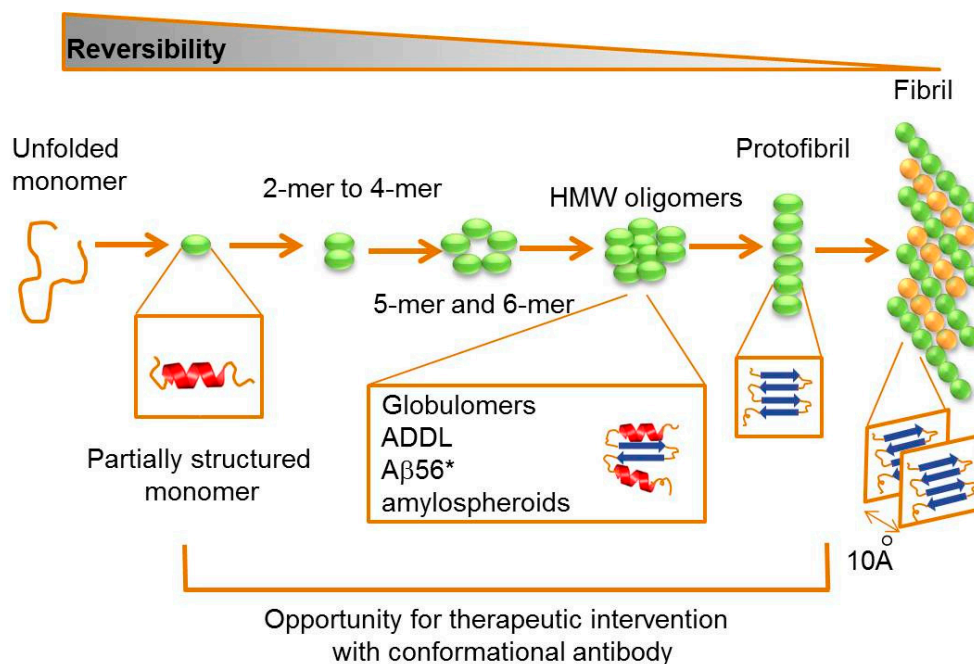 Reversibility
Fibril
Unfolded
monomer
Protofibril
2-mer to 4-mer
HMW oligomers
5-mer and 6-mer
Globulomers
ADDL
Aβ56*
amylospheroids
Partially structured
monomer
10Å
Opportunity for therapeutic intervention
with conformational antibody